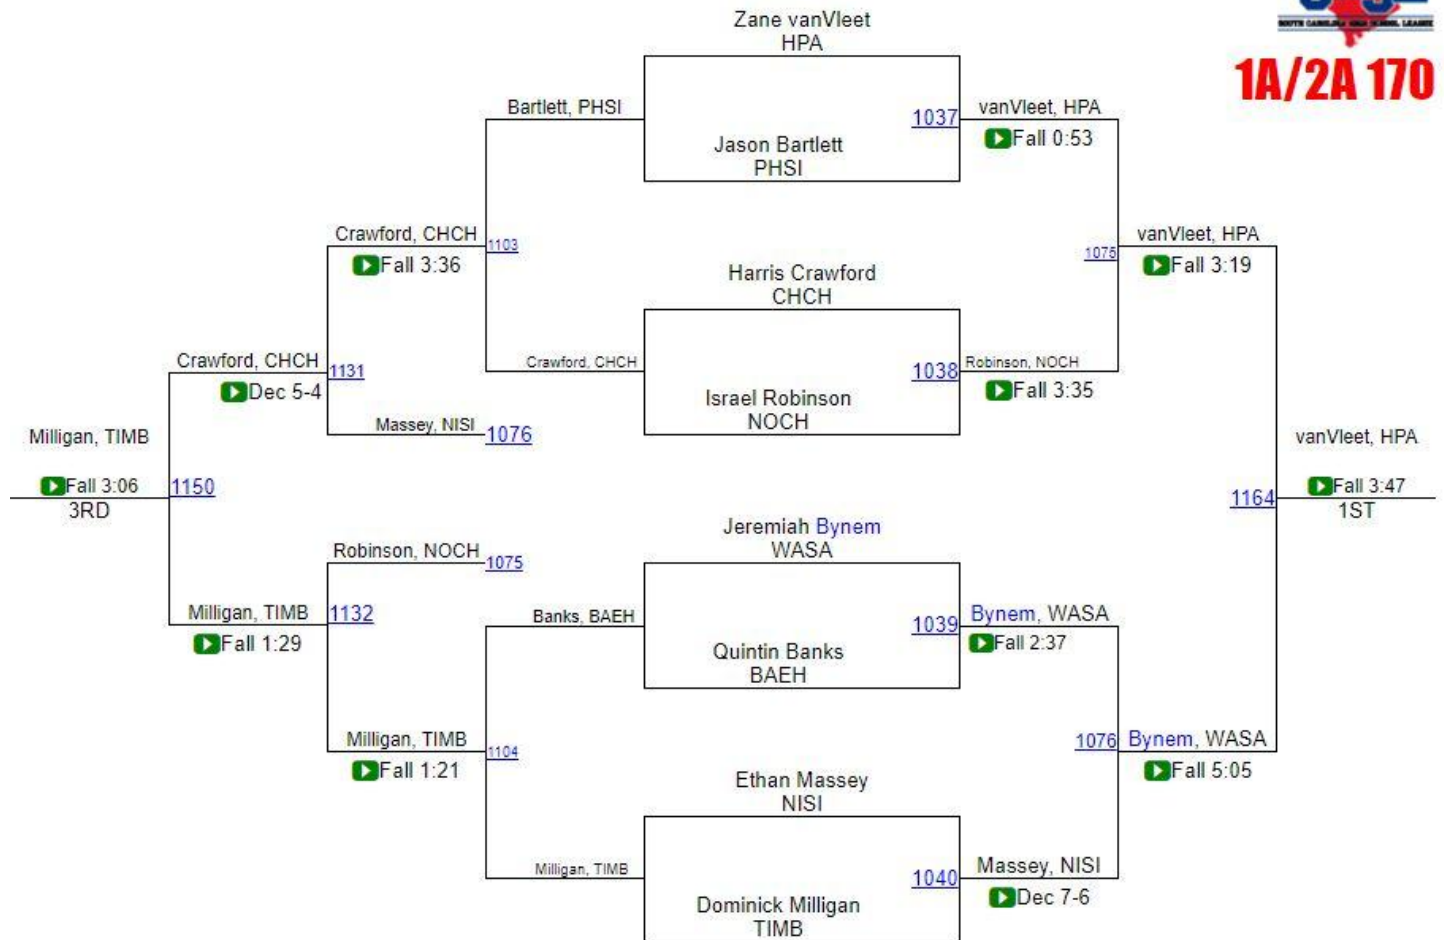 SOUTH CAROLINA HIGH SCHOOL LEAGUE
1A/2A 170
Zane vanVleet
HPA
Bartlett, PHSI
1037
vanVleet, HPA
Fall 0:53
Jason Bartlett
PHSI
Crawford, CHCH
1103
Fall 3:36
1075
vanVleet, HPA
Fall 3:19
Harris Crawford
CHCH
Crawford, CHCH
1131
Dec 5-4
Crawford, CHCH
1038
Robinson, NOCH
Fall 3:35
Israel Robinson
NOCH
Massey, NISI
1076
Milligan, TIMB
Fall 3:06
3RD
1150
vanVleet, HPA
1164
Fall 3:47
1ST
Jeremiah Bynem
WASA
Robinson, NOCH
1075
Milligan, TIMB
1132
Fall 1:29
Banks, BAEH
1039
Bynem, WASA
Fall 2:37
Quintin Banks
BAEH
Milligan, TIMB
1104
Fall 1:21
1076
Bynem, WASA
Fall 5:05
Ethan Massey
NISI
Milligan, TIMB
1040
Massey, NISI
Dec 7-6
Dominick Milligan
TIMB